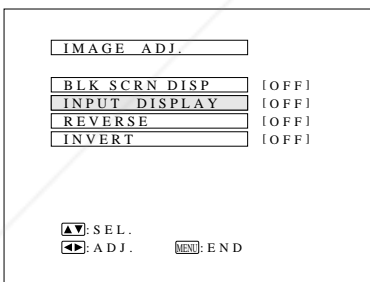 IMAGE ADJ.
BLK SCRN DISP [OFF]
INPUT DISPLAY [OFF]
REVERSE [OFF]
INVERT [OFF]
▲▼:SEL.
◀▶:ADJ. MENU:END